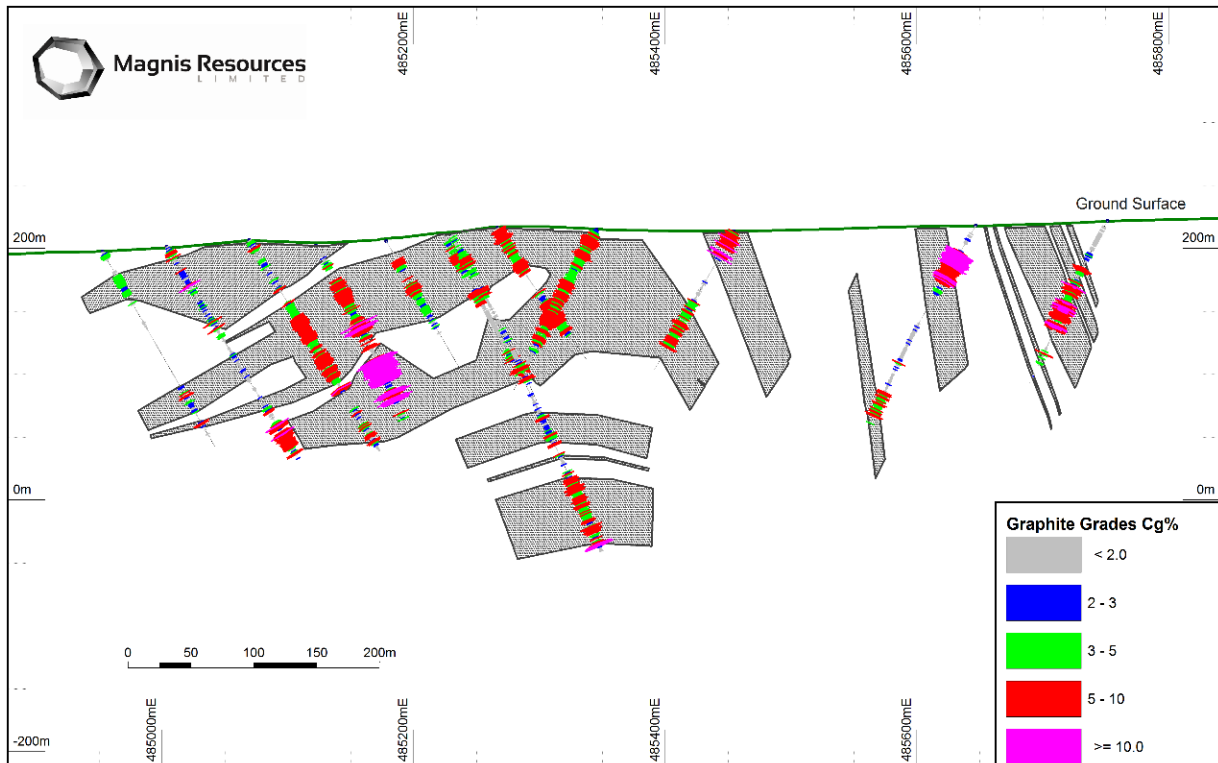 Magnis Resources
LIMITED
485200mE
485400mE
485600mE
485800mE
Ground Surface
200m
200m
0m
0m
Graphite Grades Cg%
< 2.0
2 - 3
3 - 5
5 - 10
>= 10.0
0 50 100 150 200m
-200m
485000mE
485200mE
485400mE
485600mE